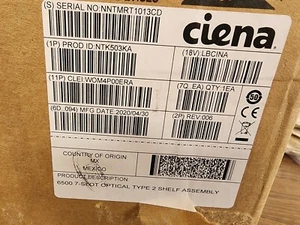 (S) SERIAL NO: NNTMRT1013CD
ciena
(1P) PROD ID: NTK503KA
(18V) LBCINA
(11P) CLEI WOM4P00ERA
(7Q, EA) QTY 1EA
(6D, 094) MFG DATE 2020/04/30
(2P) REV 006
50
COUNTRY OF ORIGIN
MX
MEXICO
PRODUCT DESCRIPTION
6500 7-SLOT OPTICAL TYPE 2 SHELF ASSEMBLY